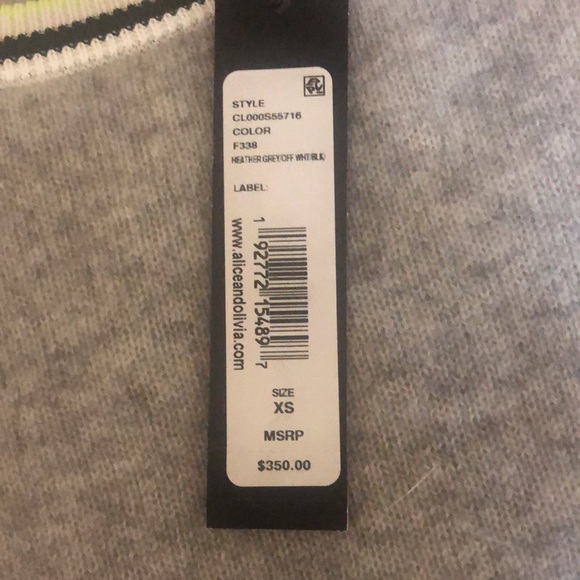 STYLE
CL000S55716
COLOR
F338
HEATHER GREY/OFF WHT/BLK
LABEL:
1 92772 15489 7
www.aliceandolivia.com
SIZE
XS
MSRP
$350.00